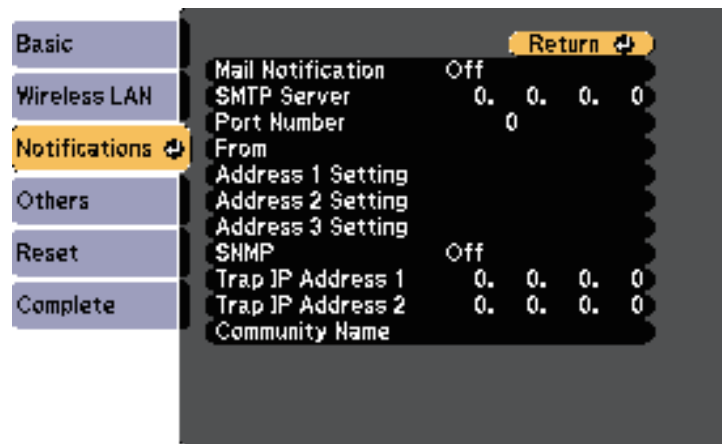 Basic
Wireless LAN
Notifications
Others
Reset
Complete
Return
Mail Notification Off
SMTP Server 0. 0. 0. 0
Port Number 0
From
Address 1 Setting
Address 2 Setting
Address 3 Setting
SNMP Off
Trap IP Address 1 0. 0. 0. 0
Trap IP Address 2 0. 0. 0. 0
Community Name